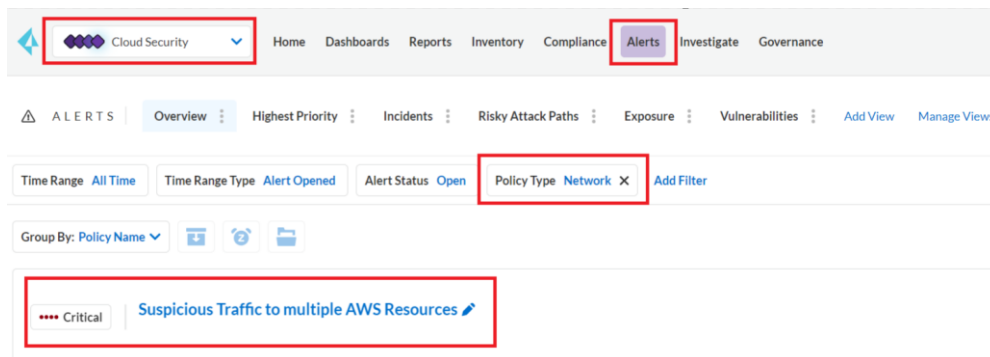 Cloud Security Home Dashboards Reports Inventory Compliance Alerts Investigate Governance
ALERTS Overview Highest Priority Incidents Risky Attack Paths Exposure Vulnerabilities Add View Manage View
Time Range All Time Time Range Type Alert Opened Alert Status Open Policy Type Network Add Filter
Group By: Policy Name
Critical Suspicious Traffic to multiple AWS Resources